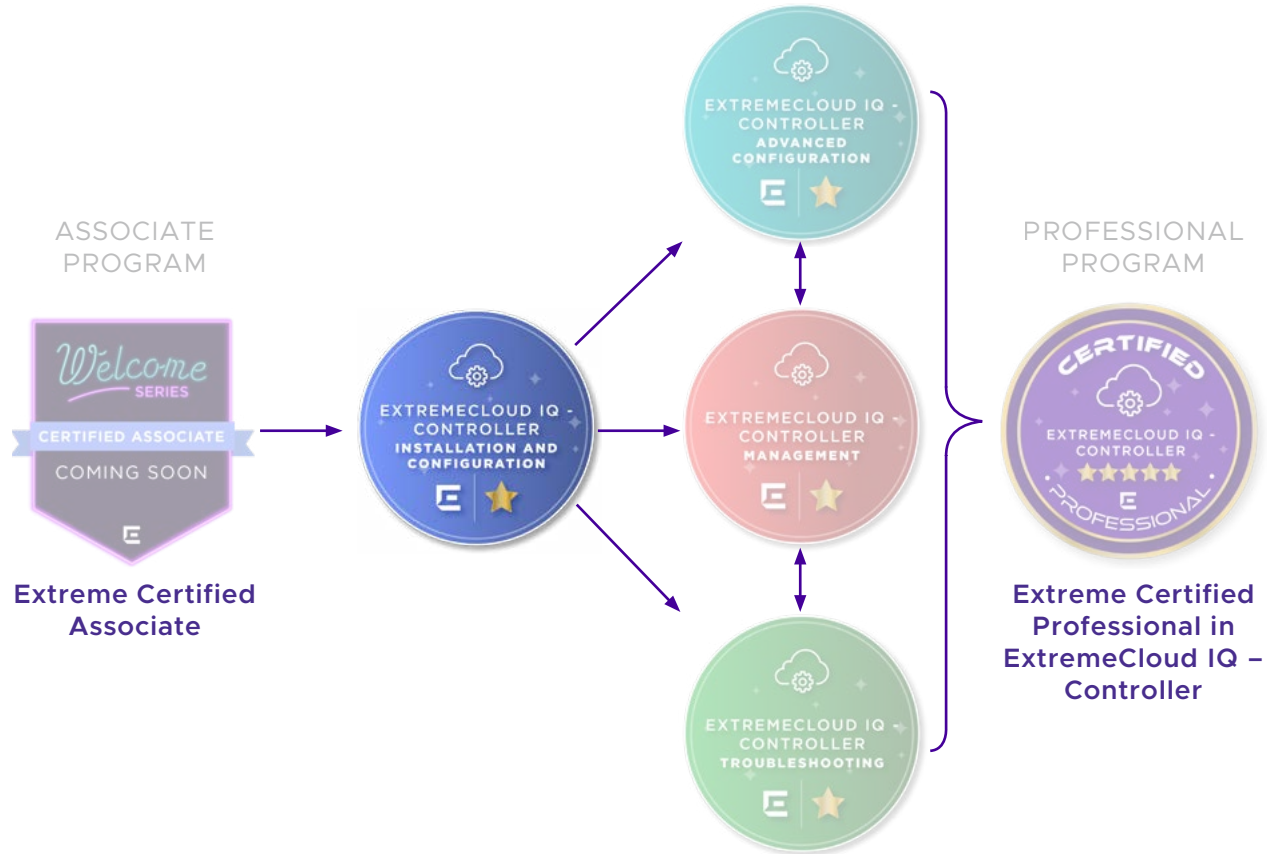 ASSOCIATE
PROGRAM
Welcome
SERIES
CERTIFIED ASSOCIATE
COMING SOON
E
Extreme Certified
Associate
EXTREMECLOUD IQ -
CONTROLLER
INSTALLATION AND
CONFIGURATION
E
EXTREMECLOUD IQ -
CONTROLLER
ADVANCED
CONFIGURATION
E
EXTREMECLOUD IQ -
CONTROLLER
MANAGEMENT
E
EXTREMECLOUD IQ -
CONTROLLER
TROUBLESHOOTING
E
PROFESSIONAL
PROGRAM
CERTIFIED
EXTREMECLOUD IQ -
CONTROLLER
E
• PROFESSIONAL •
Extreme Certified
Professional in
ExtremeCloud IQ –
Controller